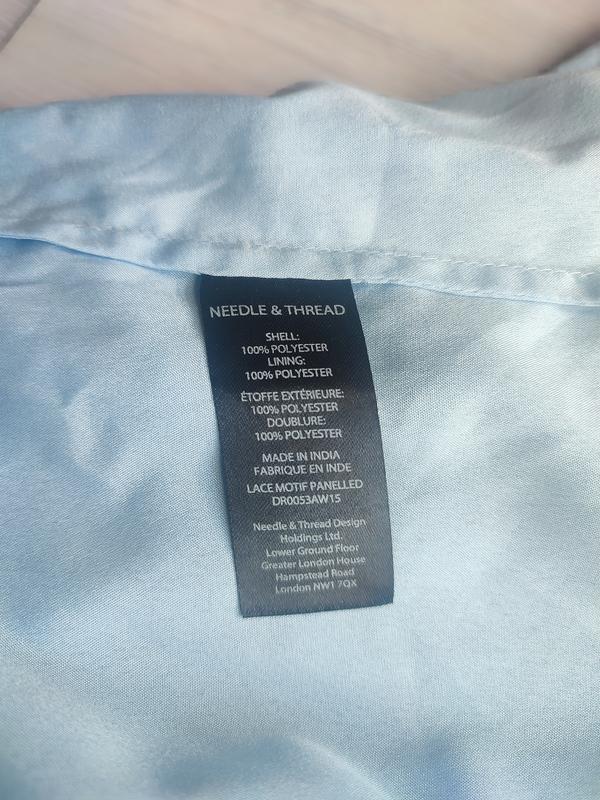 NEEDLE & THREAD
SHELL:
100% POLYESTER
LINING:
100% POLYESTER
ÉTOFFE EXTÉRIEURE:
100% POLYESTER
DOUBLURE:
100% POLYESTER
MADE IN INDIA
FABRIQUE EN INDE
LACE MOTIF PANELLED
DR0053AW15
Needle & Thread Design
Holdings Ltd.
Lower Ground Floor
Greater London House
Hampstead Road
London NW1 7QX